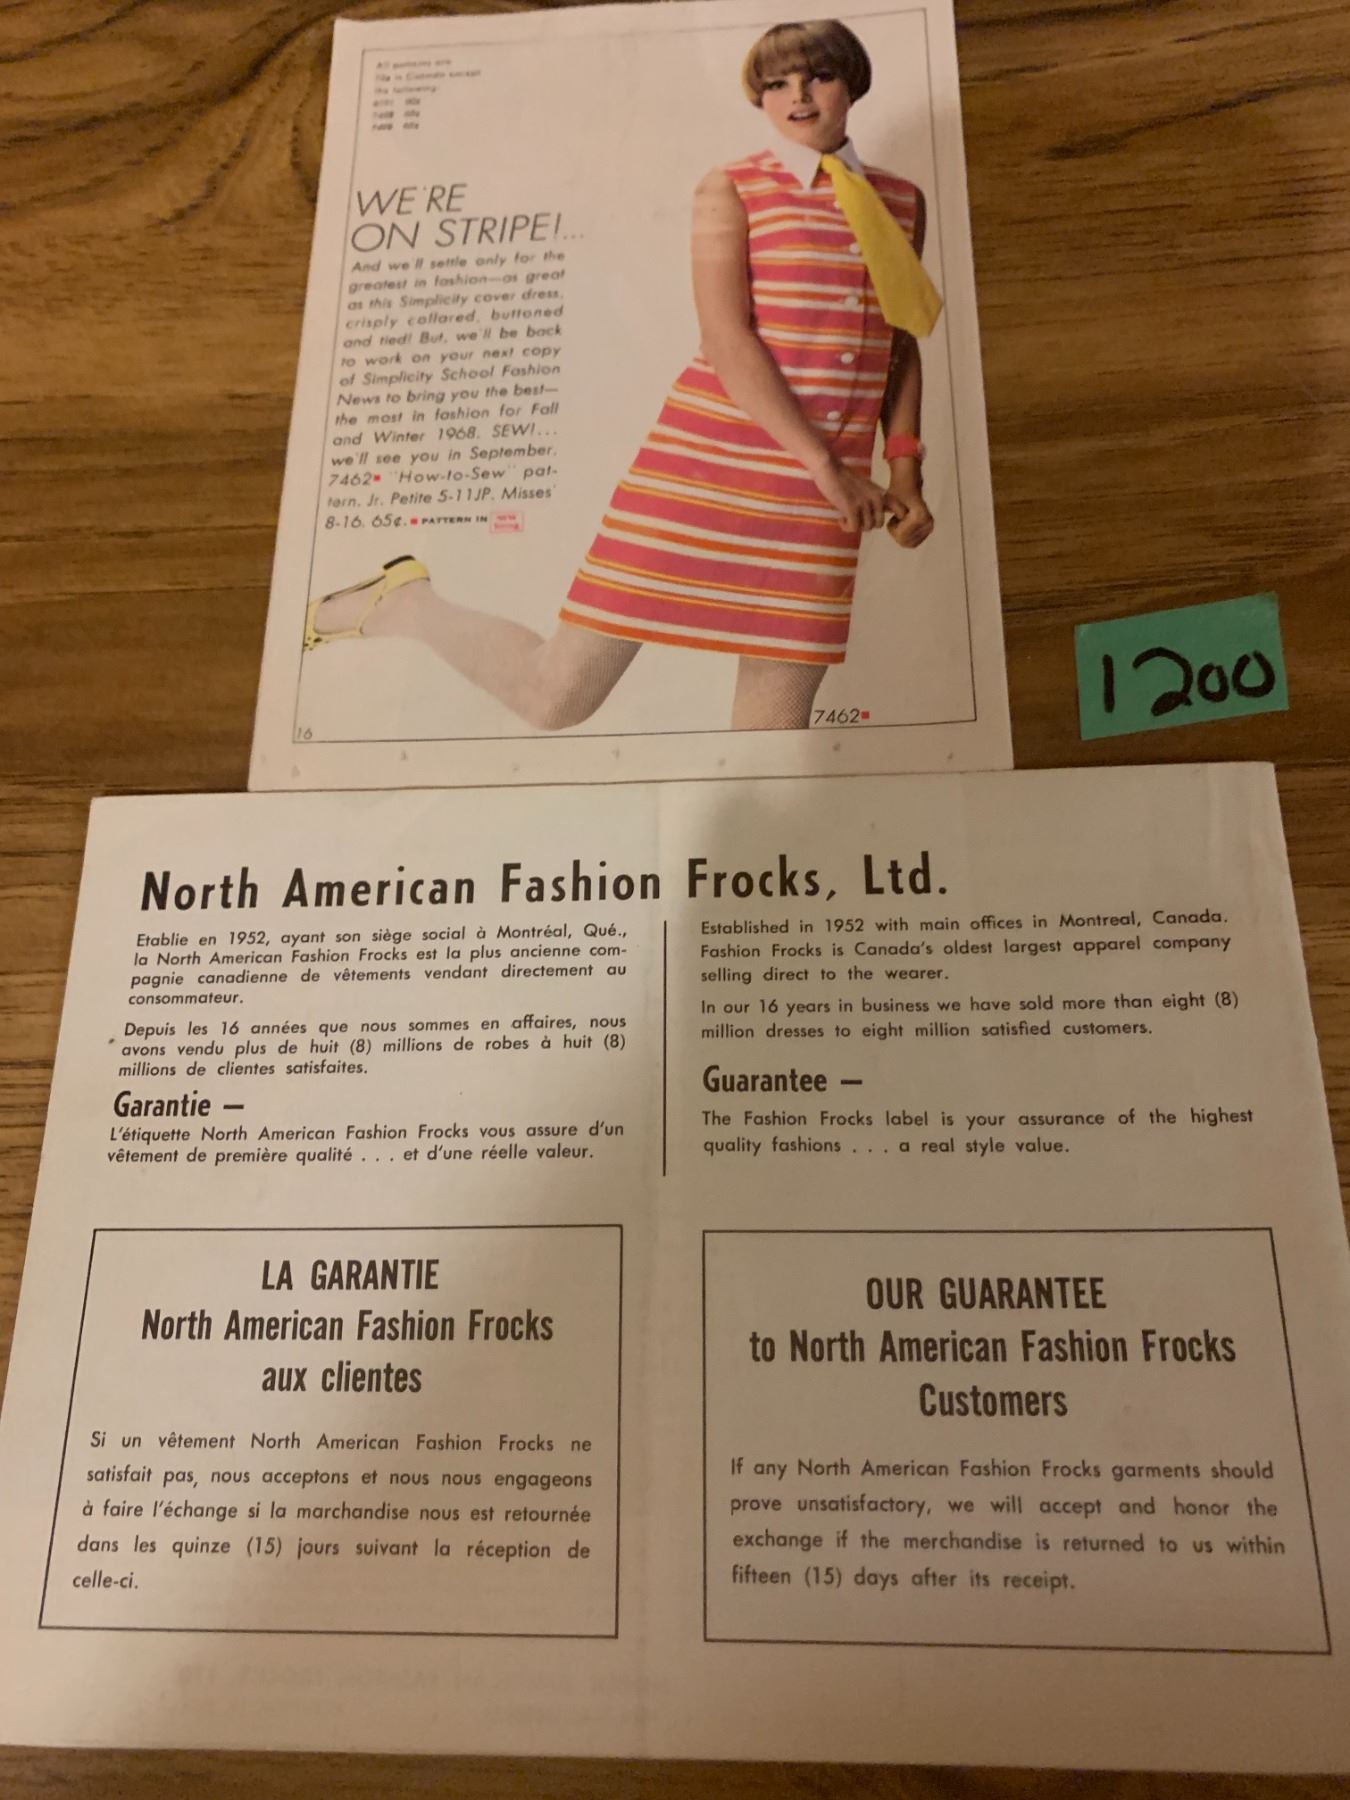 All patterns are
the following:
WE'RE
ON STRIPE!...
And we'll settle only for the
greatest in fashion—as great
as this Simplicity cover dress,
crisply collared, buttoned
and tied! But, we'll be back
to work on your next copy
of Simplicity School Fashion
News to bring you the best—
the most in fashion for Fall
and Winter 1968. SEW!...
we'll see you in September.
7462■ "How-to-Sew" pat-
tern. Jr. Petite 5-11JP. Misses'
8-16. 65¢. ■ PATTERN IN
7462■
16
1200
North American Fashion Frocks, Ltd.
Etablie en 1952, ayant son siège social à Montréal, Qué.,
la North American Fashion Frocks est la plus ancienne com-
pagnie canadienne de vêtements vendant directement au
consommateur.
Depuis les 16 années que nous sommes en affaires, nous
avons vendu plus de huit (8) millions de robes à huit (8)
millions de clientes satisfaites.
Garantie —
L'étiquette North American Fashion Frocks vous assure d'un
vêtement de première qualité . . . et d'une réelle valeur.
Established in 1952 with main offices in Montreal, Canada.
Fashion Frocks is Canada's oldest largest apparel company
selling direct to the wearer.
In our 16 years in business we have sold more than eight (8)
million dresses to eight million satisfied customers.
Guarantee —
The Fashion Frocks label is your assurance of the highest
quality fashions . . . a real style value.
LA GARANTIE
North American Fashion Frocks
aux clientes
Si un vêtement North American Fashion Frocks ne
satisfait pas, nous acceptons et nous nous engageons
à faire l'échange si la marchandise nous est retournée
dans les quinze (15) jours suivant la réception de
celle-ci.
OUR GUARANTEE
to North American Fashion Frocks
Customers
If any North American Fashion Frocks garments should
prove unsatisfactory, we will accept and honor the
exchange if the merchandise is returned to us within
fifteen (15) days after its receipt.